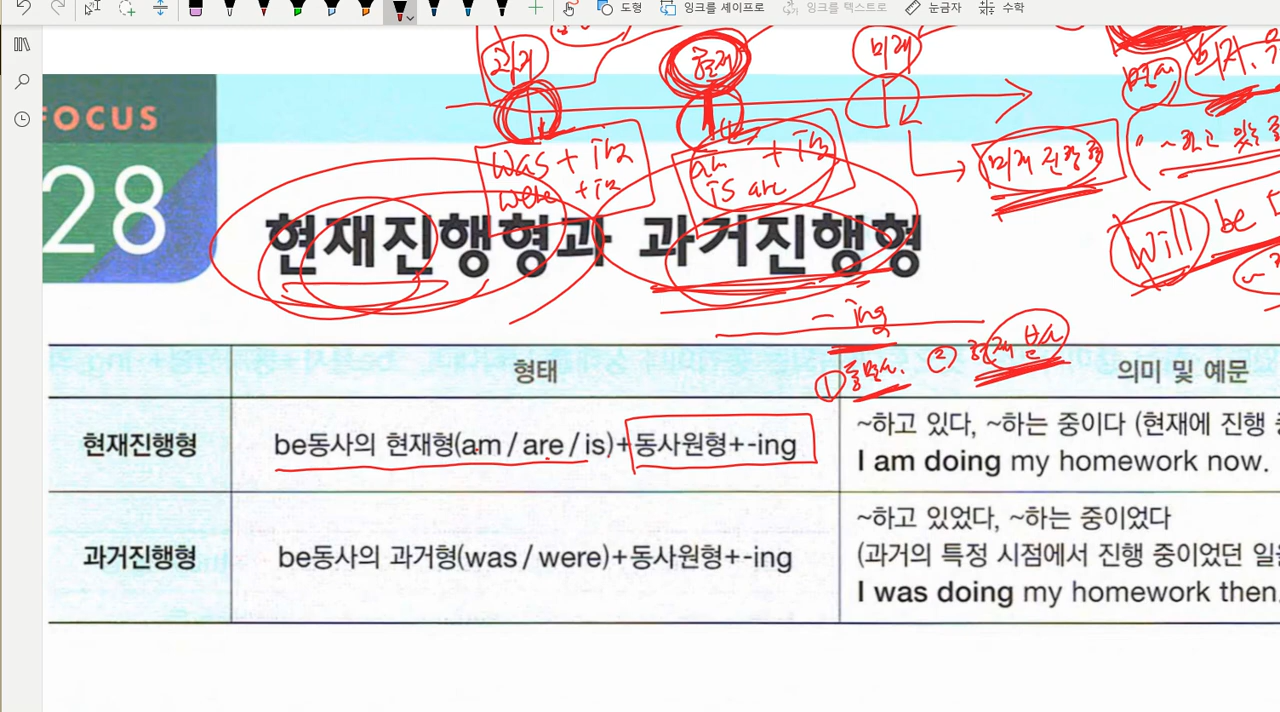 도형 잉크를 셰이프로 잉크를 텍스트로 눈금자 수학
과거 현재 미래
was + ing
were + in
am + ing
is are
미래 진행형
will be
FOCUS
28
현재진행형과 과거진행형
- ing
① 동명사. ② 현재 분사
형태 의미 및 예문
현재진행형 be동사의 현재형(am / are / is)+동사원형+-ing
~하고 있다, ~하는 중이다 (현재에 진행
I am doing my homework now.
과거진행형 be동사의 과거형(was / were)+동사원형+-ing
~하고 있었다, ~하는 중이었다
(과거의 특정 시점에서 진행 중이었던 일을
I was doing my homework then.